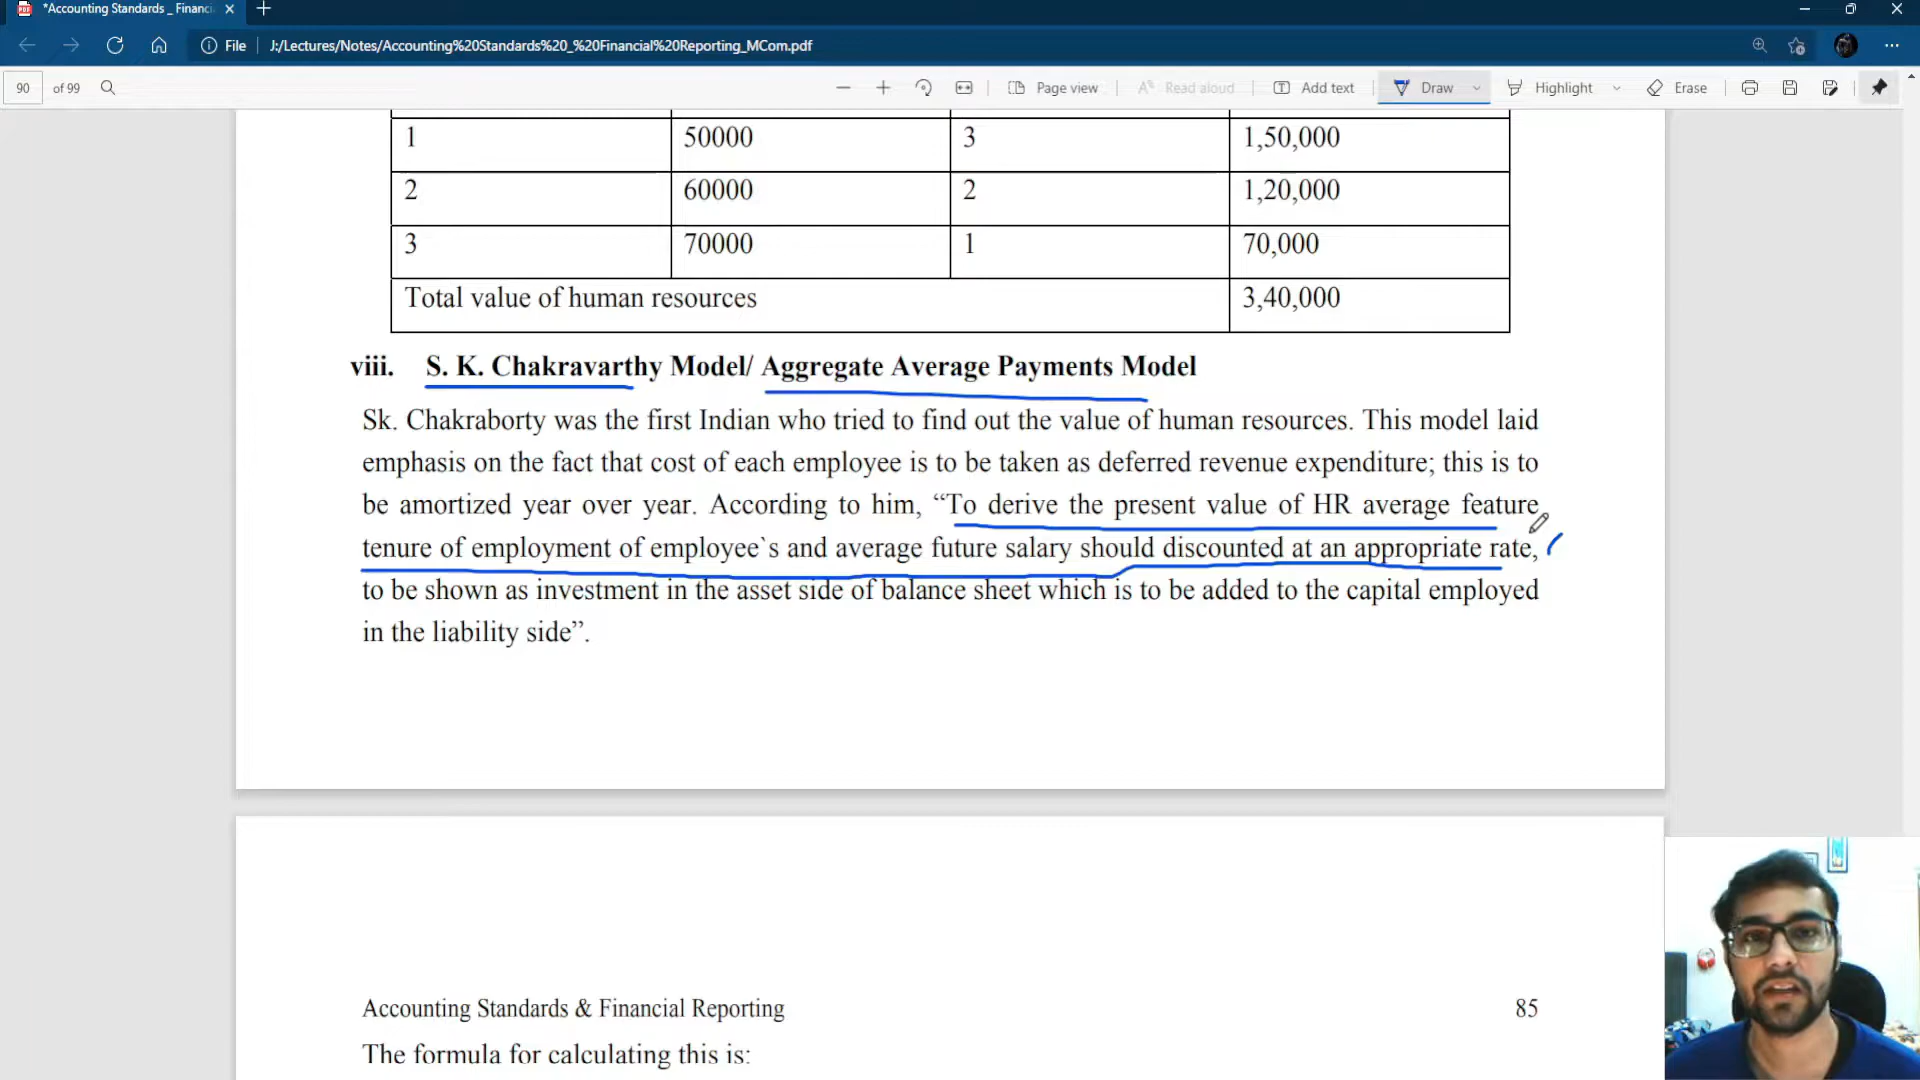 *Accounting Standards _ Financi
File J:/Lectures/Notes/Accounting%20Standards%20_%20Financial%20Reporting_MCom.pdf
90 of 99 Page view Read aloud Add text Draw Highlight Erase
1 50000 3 1,50,000
2 60000 2 1,20,000
3 70000 1 70,000
Total value of human resources 3,40,000
viii. S. K. Chakravarthy Model/ Aggregate Average Payments Model
Sk. Chakraborty was the first Indian who tried to find out the value of human resources. This model laid
emphasis on the fact that cost of each employee is to be taken as deferred revenue expenditure; this is to
be amortized year over year. According to him, “To derive the present value of HR average feature
tenure of employment of employee`s and average future salary should discounted at an appropriate rate,
to be shown as investment in the asset side of balance sheet which is to be added to the capital employed
in the liability side”.
Accounting Standards & Financial Reporting 85
The formula for calculating this is: